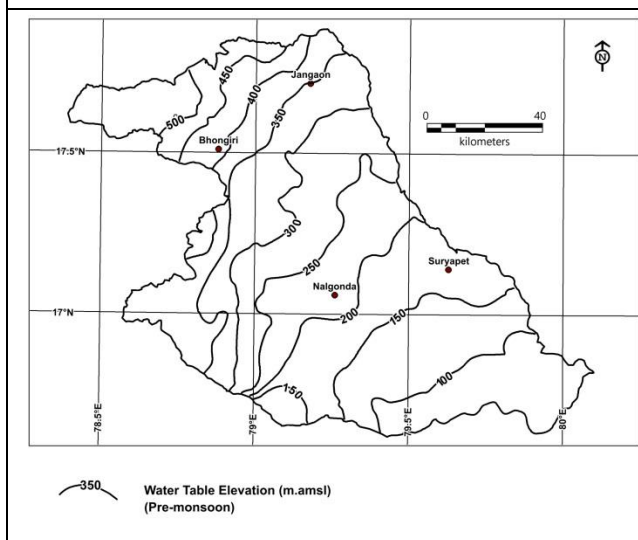 N
450
Jangaon
400
350
500
0 40
kilometers
Bhongiri
17.5°N
300
250
Suryapet
Nalgonda
17°N
200
150
100
150
78.5°E
79°E
79.5°E
80°E
350 Water Table Elevation (m.amsl)
(Pre-monsoon)